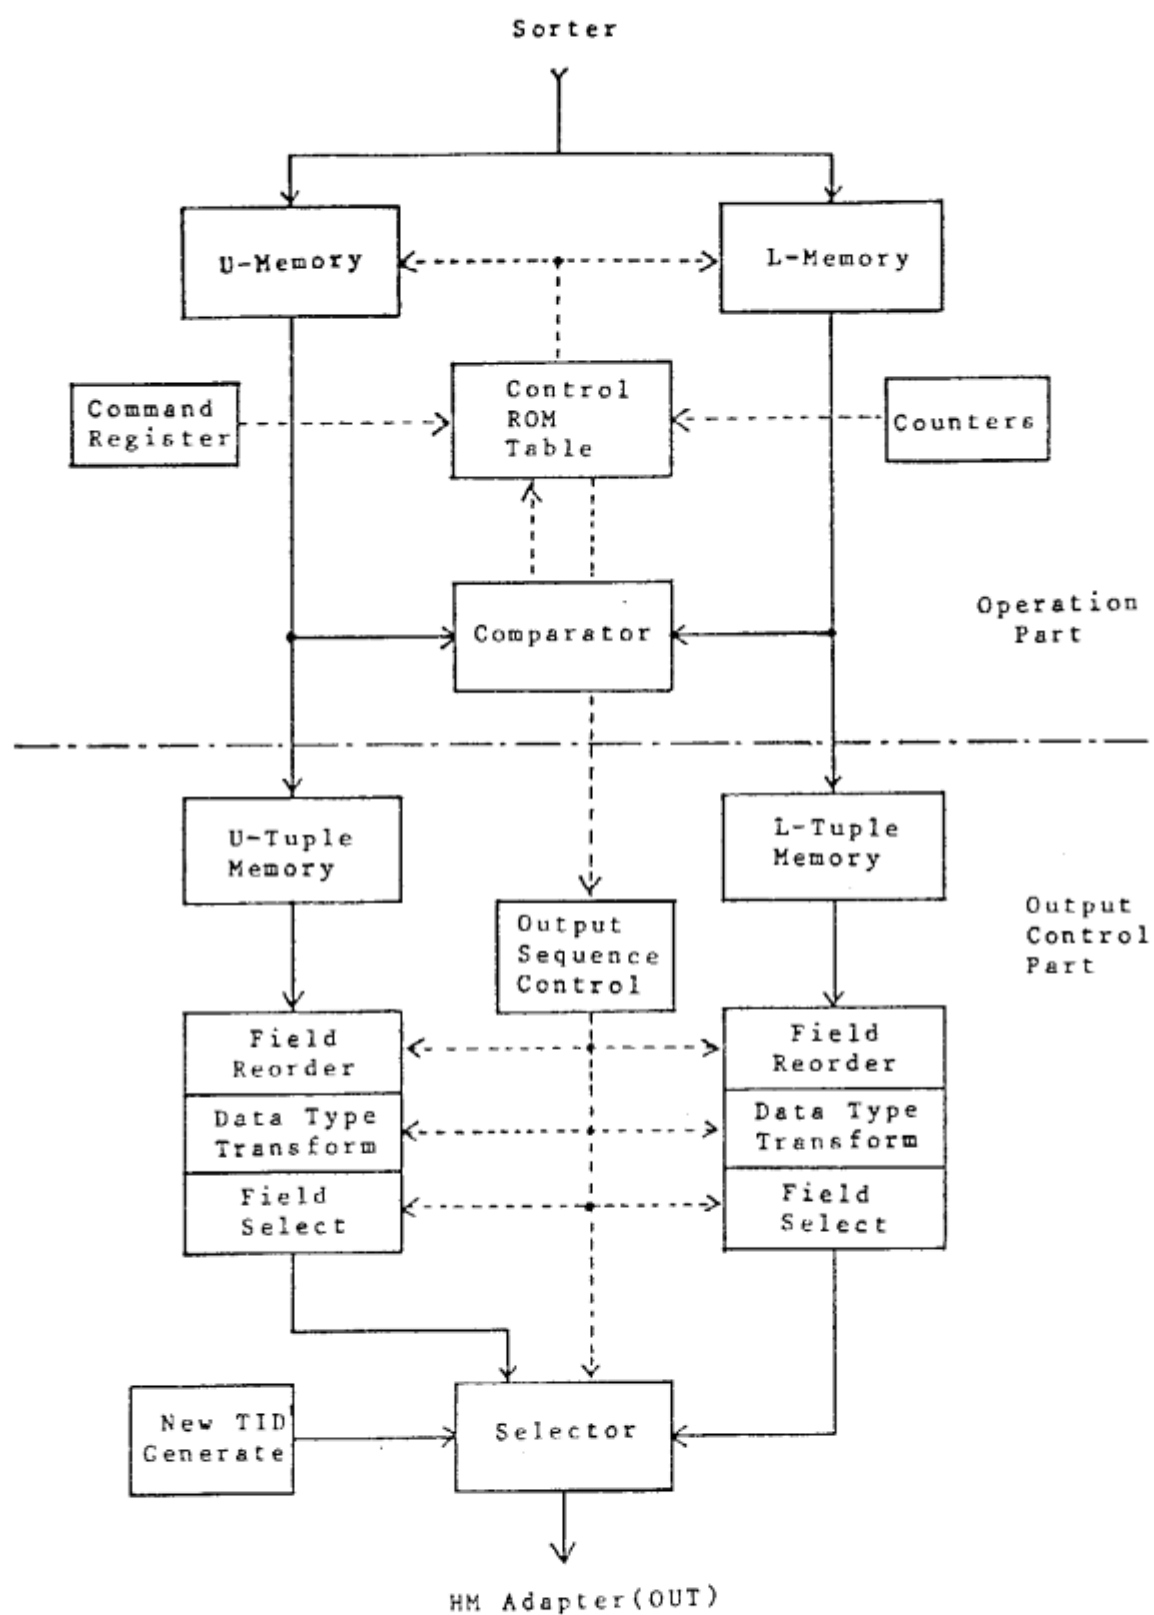 Sorter
U-Memory
L-Memory
Command
Register
Control
ROM
Table
Counters
Comparator
Operation
Part
U-Tuple
Memory
L-Tuple
Memory
Output
Sequence
Control
Output
Control
Part
Field
Reorder
Data Type
Transform
Field
Select
Field
Reorder
Data Type
Transform
Field
Select
New TID
Generate
Selector
HM Adapter(OUT)